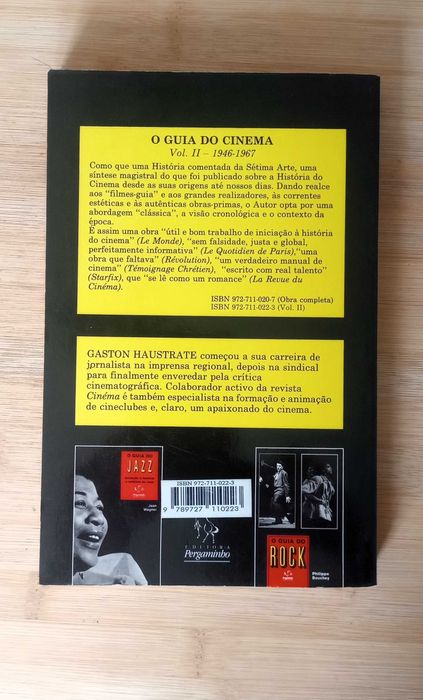 O GUIA DO CINEMA
Vol. II – 1946-1967
Como que uma História comentada da Sétima Arte, uma
síntese magistral do que foi publicado sobre a História do
Cinema desde as suas origens até nossos dias. Dando realce
aos “filmes-guia” e aos grandes realizadores, às correntes
estéticas e às autênticas obras-primas, o Autor opta por uma
abordagem “clássica”, a visão cronológica e o contexto da
época.
É assim uma obra “útil e bom trabalho de iniciação à história
do cinema” (Le Monde), “sem falsidade, justa e global,
perfeitamente informativa” (Le Quotidien de Paris),“uma
obra que faltava” (Révolution), “um verdadeiro manual de
cinema” (Témoignage Chrétien), “escrito com real talento”
(Starfix), que “se lê como um romance” (La Revue du
Cinéma).
ISBN 972-711-020-7 (Obra completa)
ISBN 972-711-022-3 (Vol. II)
GASTON HAUSTRATE começou a sua carreira de
jornalista na imprensa regional, depois na sindical
para finalmente enveredar pela crítica
cinematográfica. Colaborador activo da revista
Cinéma é também especialista na formação e animação
de cineclubes e, claro, um apaixonado do cinema.
O GUIA DO
JAZZ
Jean
Wagner
ISBN 972-711-022-3
9 789727 110223
EDITORA
Pergaminho
O GUIA DO
ROCK
Philippe
Bouchey